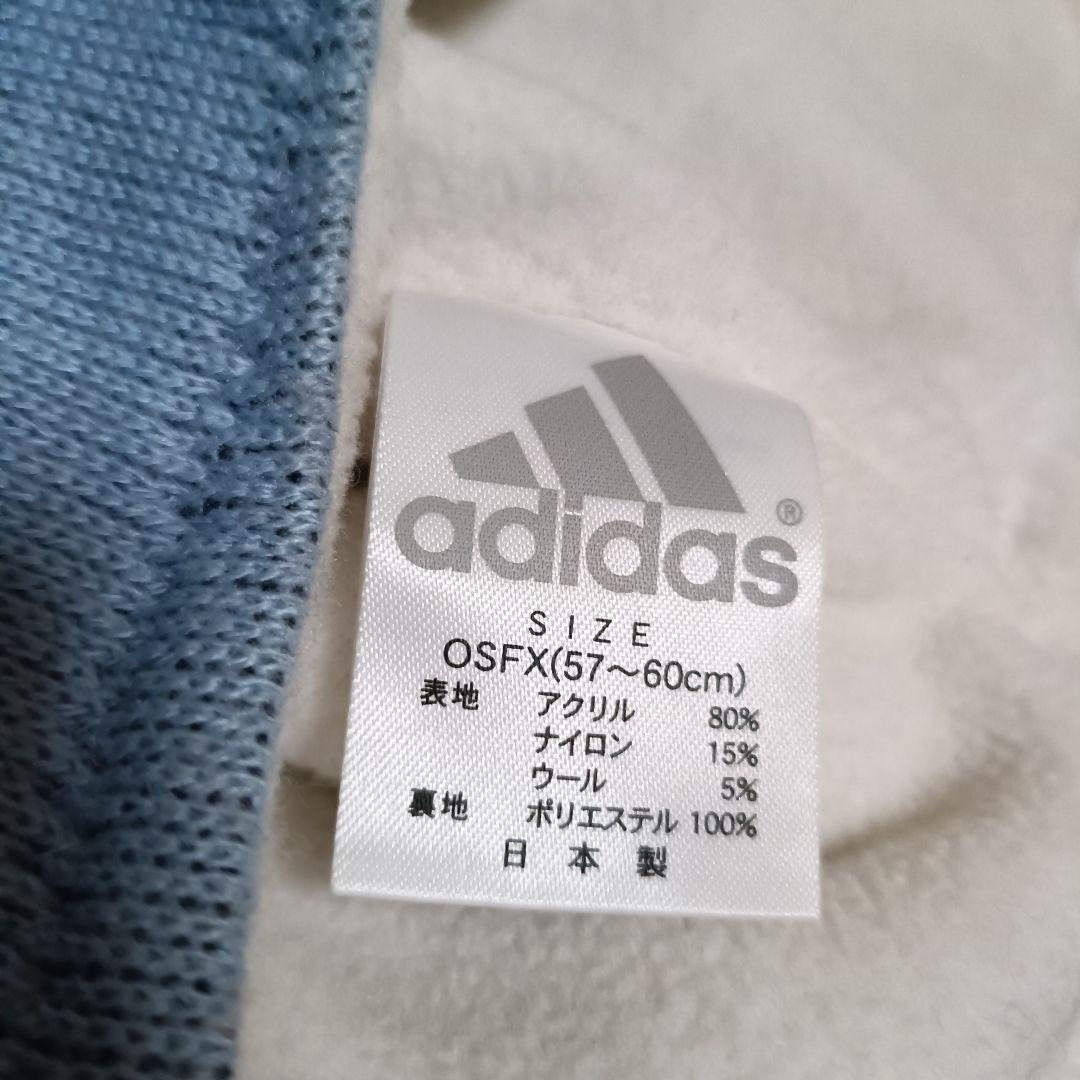 adidas®
SIZE
OSFX(57～60cm)
表地 アクリル 80%
ナイロン 15%
ウール 5%
裏地 ポリエステル 100%
日本製